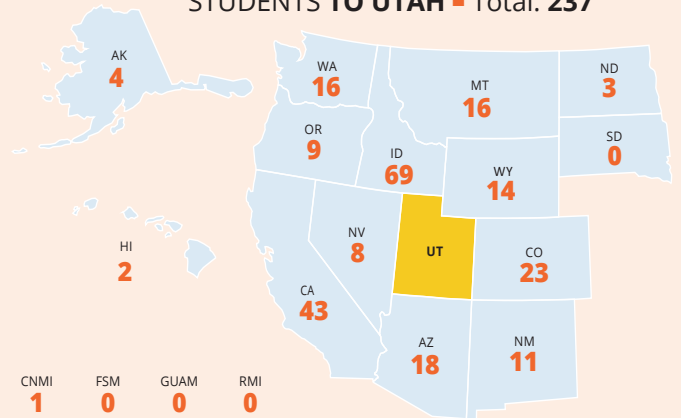 STUDENTS TO UTAH ▪ Total: 237
AK
4
WA
16
MT
16
ND
3
OR
9
ID
69
SD
0
WY
14
HI
2
NV
8
UT
CO
23
CA
43
AZ
18
NM
11
CNMI
1
FSM
0
GUAM
0
RMI
0